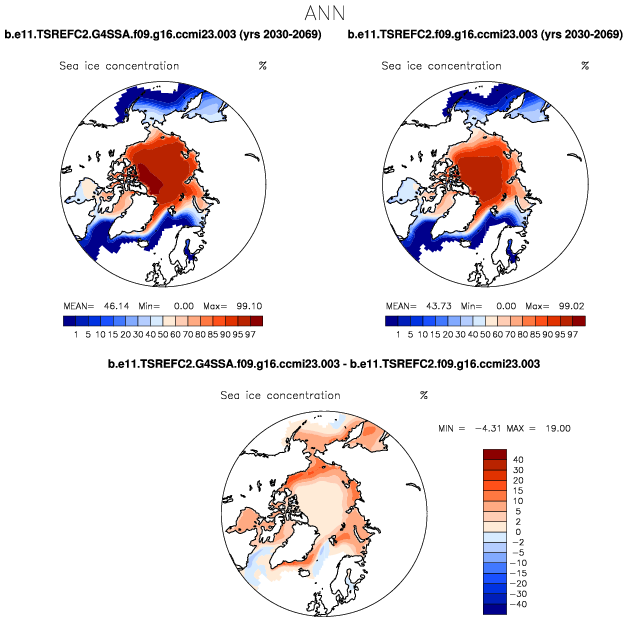 ANN
b.e11.TSREFC2.G4SSA.f09.g16.ccmi23.003 (yrs 2030-2069)
b.e11.TSREFC2.f09.g16.ccmi23.003 (yrs 2030-2069)
Sea ice concentration %
Sea ice concentration %
MEAN= 46.14 Min= 0.00 Max= 99.10
MEAN= 43.73 Min= 0.00 Max= 99.02
1 5 10 15 20 30 40 50 60 70 80 85 90 95 97
1 5 10 15 20 30 40 50 60 70 80 85 90 95 97
b.e11.TSREFC2.G4SSA.f09.g16.ccmi23.003 - b.e11.TSREFC2.f09.g16.ccmi23.003
Sea ice concentration %
MIN = -4.31 MAX = 19.00
40
30
20
15
10
5
2
0
-2
-5
-10
-15
-20
-30
-40